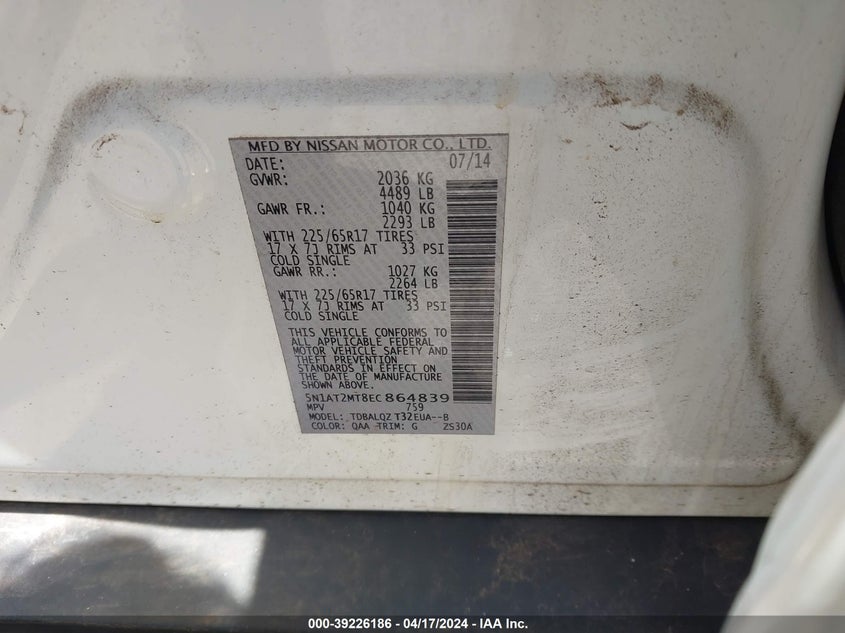 MFD BY NISSAN MOTOR CO., LTD.
DATE: 07/14
GVWR: 2036 KG
4489 LB
GAWR FR.: 1040 KG
2293 LB
WITH 225/65R17 TIRES
17 X 7J RIMS AT 33 PSI
COLD SINGLE
GAWR RR.: 1027 KG
2264 LB
WITH 225/65R17 TIRES
17 X 7J RIMS AT 33 PSI
COLD SINGLE
THIS VEHICLE CONFORMS TO
ALL APPLICABLE FEDERAL
MOTOR VEHICLE SAFETY AND
THEFT PREVENTION
STANDARDS IN EFFECT ON
THE DATE OF MANUFACTURE
SHOWN ABOVE.
5N1AT2MT8EC864839
MPV 759
MODEL: TDBALQZ T32EUA--B
COLOR: QAA TRIM: G ZS30A
000-39226186 - 04/17/2024 - IAA Inc.